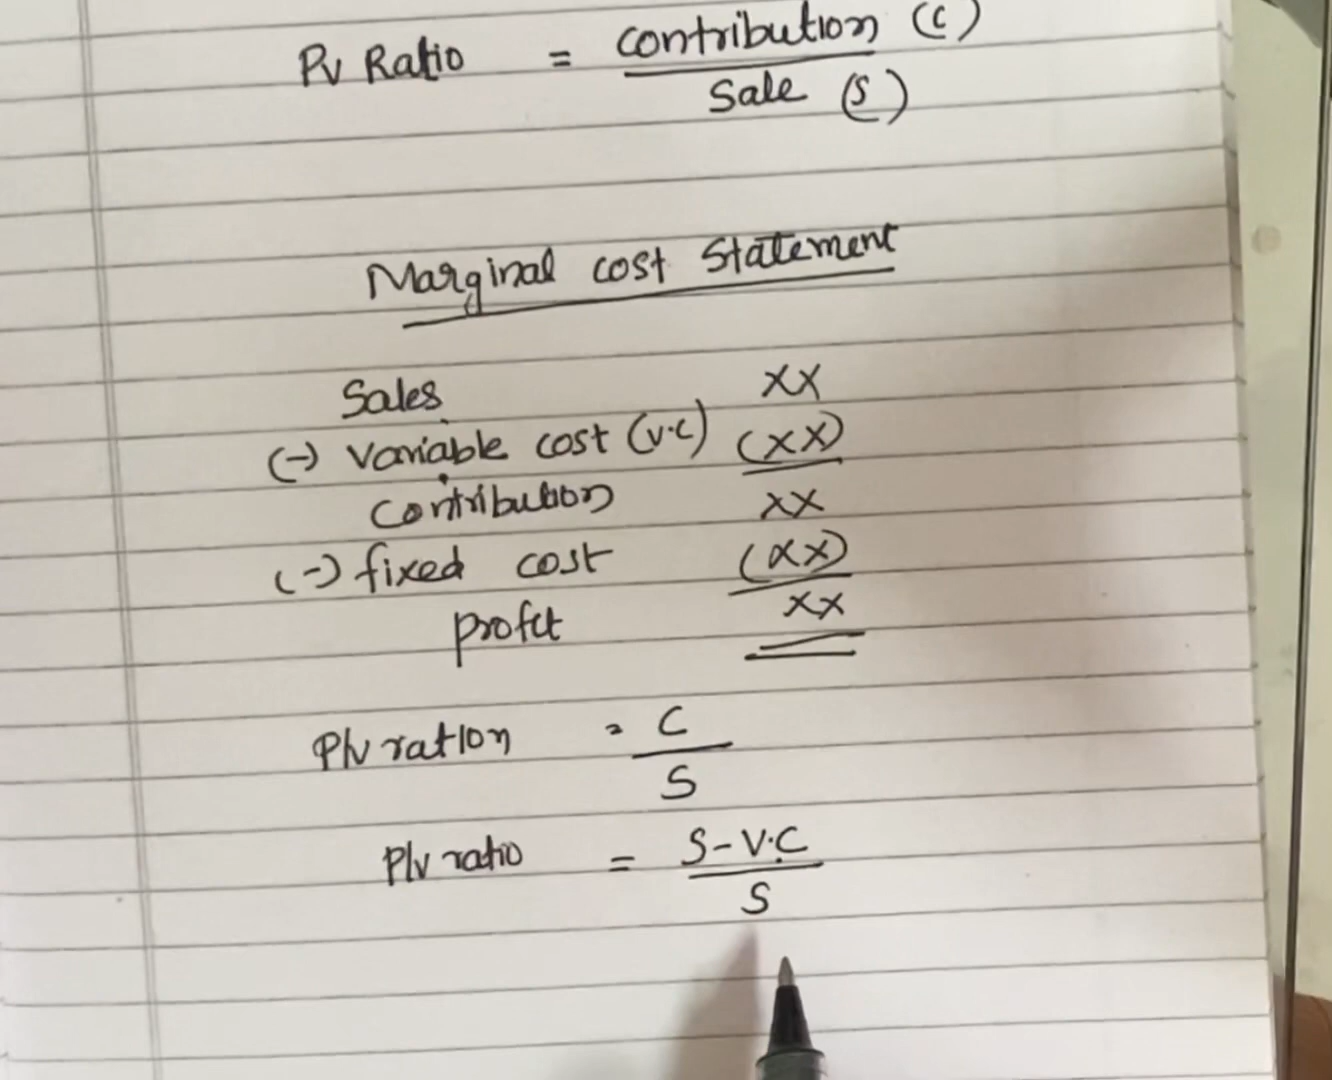 Pv Ratio = contribution (c)
Sale (s)
Marginal cost Statement
Sales XX
(-) variable cost (v.c) (XX)
contribution XX
(-) fixed cost (XX)
profit XX
P/v ration = C
S
P/v ratio = S-V.C
S